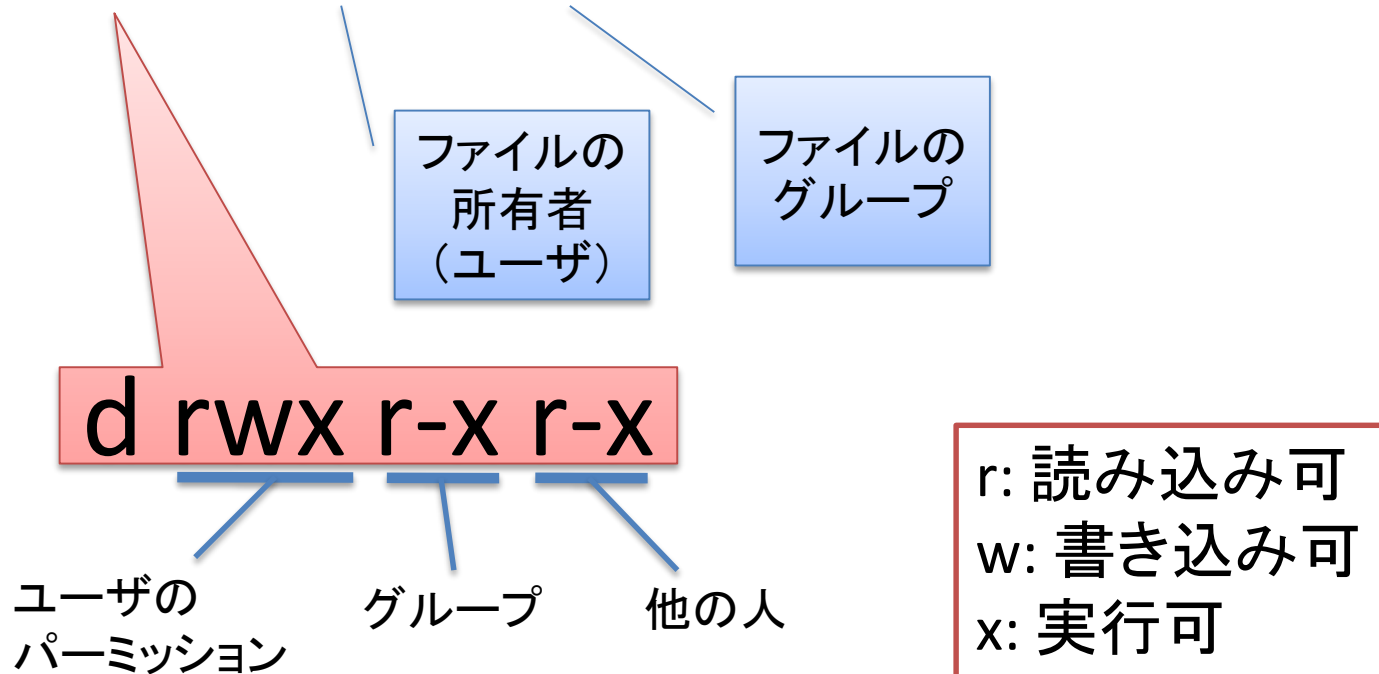 ファイルの
所有者
（ユーザ）
ファイルの
グループ
d rwx r-x r-x
ユーザの
パーミッション
グループ
他の人
r: 読み込み可
w: 書き込み可
x: 実行可